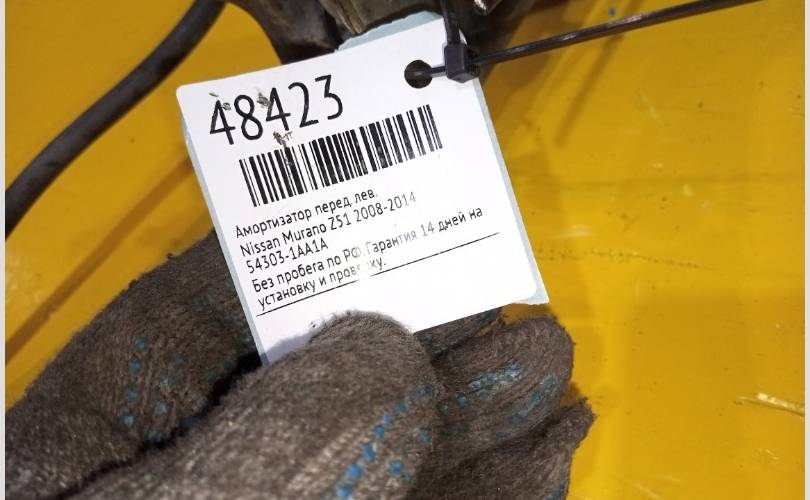 48423
Амортизатор перед. лев.
Nissan Murano Z51 2008-2014
54303-1AA1A
Без пробега по РФ. Гарантия 14 дней на
установку и проверку.